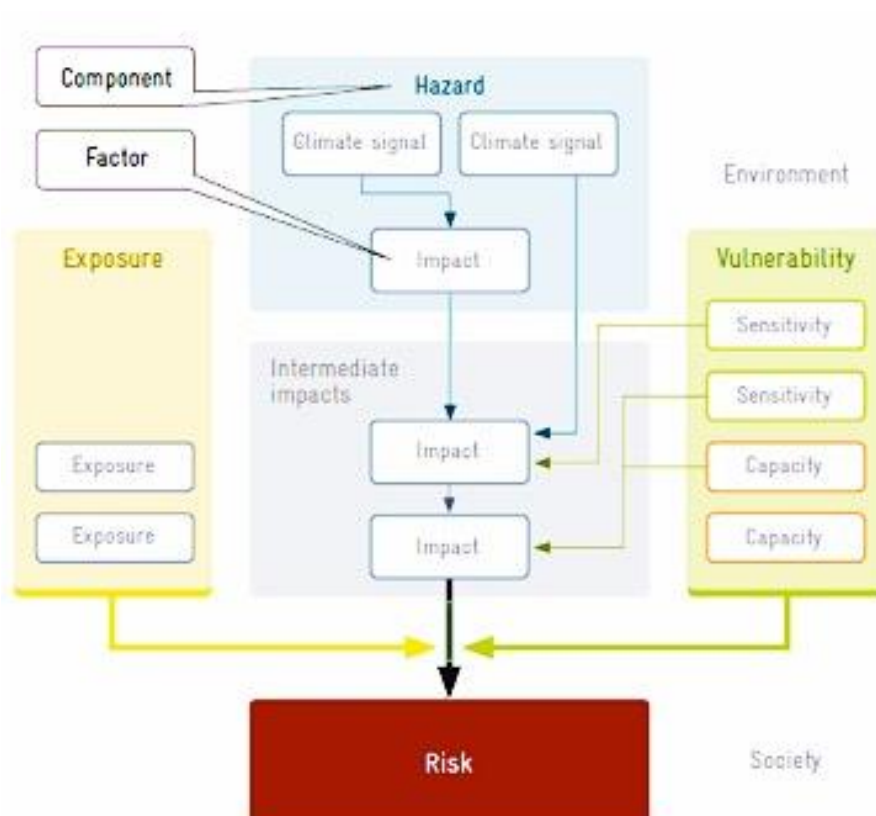 Component
Hazard
Climate signal
Climate signal
Factor
Environment
Impact
Exposure
Vulnerability
Sensitivity
Intermediate
impacts
Sensitivity
Impact
Exposure
Capacity
Exposure
Impact
Capacity
Risk
Society